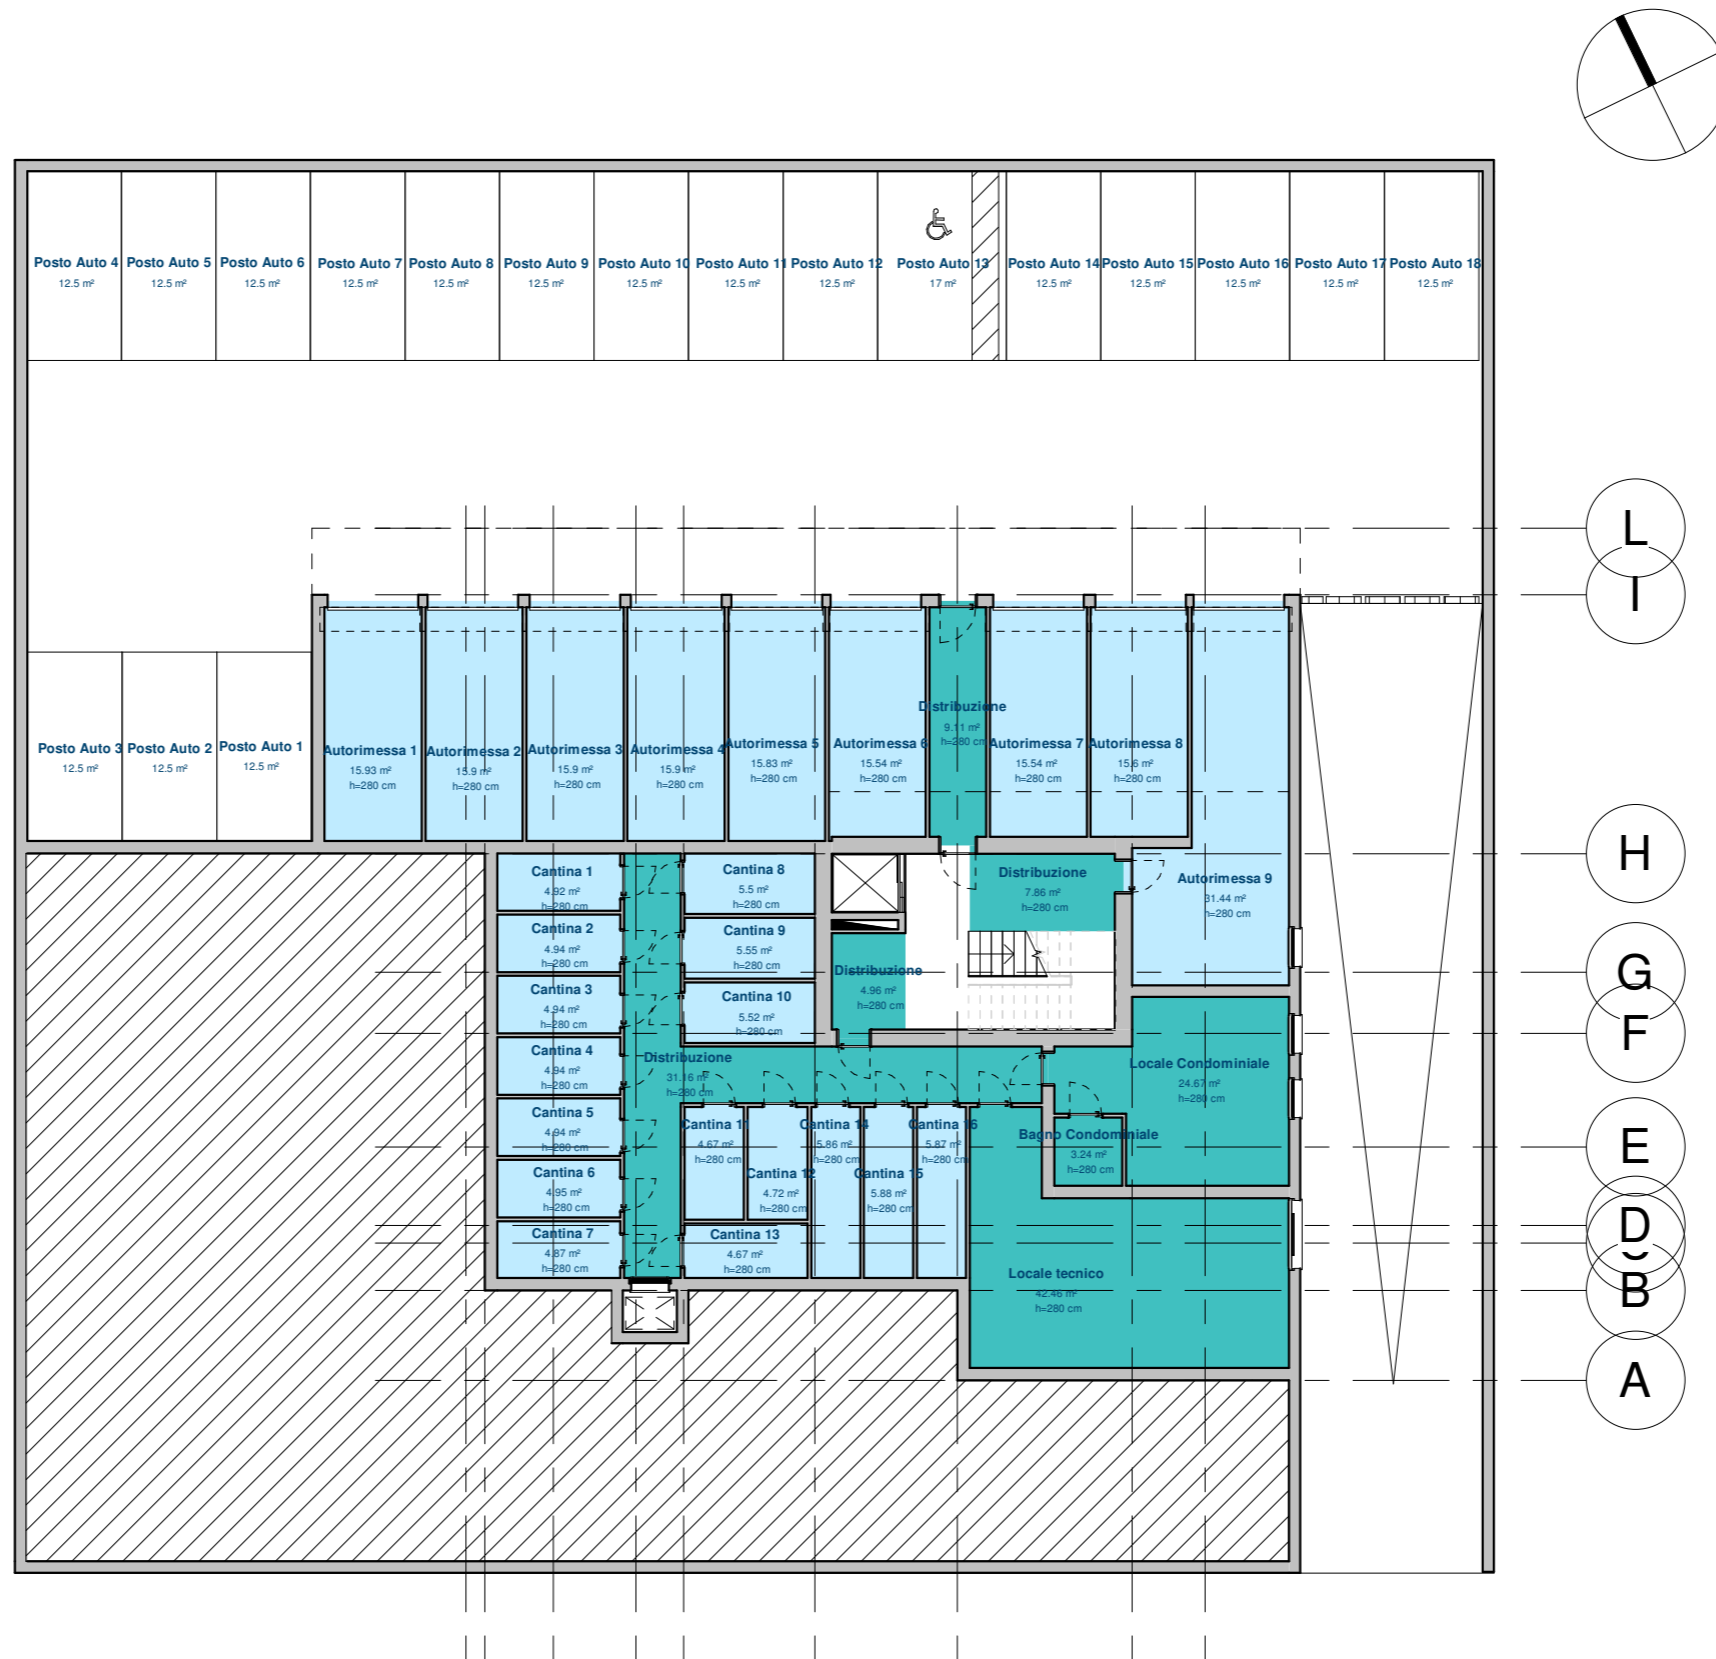 Posto Auto 4
12.5 m²
Posto Auto 5
12.5 m²
Posto Auto 6
12.5 m²
Posto Auto 7
12.5 m²
Posto Auto 8
12.5 m²
Posto Auto 9
12.5 m²
Posto Auto 10
12.5 m²
Posto Auto 11
12.5 m²
Posto Auto 12
12.5 m²
Posto Auto 13
17 m²
Posto Auto 14
12.5 m²
Posto Auto 15
12.5 m²
Posto Auto 16
12.5 m²
Posto Auto 17
12.5 m²
Posto Auto 18
12.5 m²
L
I
Posto Auto 3
12.5 m²
Posto Auto 2
12.5 m²
Posto Auto 1
12.5 m²
Autorimessa 1
15.93 m²
h=280 cm
Autorimessa 2
15.9 m²
h=280 cm
Autorimessa 3
15.9 m²
h=280 cm
Autorimessa 4
15.9 m²
h=280 cm
Autorimessa 5
15.83 m²
h=280 cm
Autorimessa 6
15.54 m²
h=280 cm
Distribuzione
9.11 m²
h=280 cm
Autorimessa 7
15.54 m²
h=280 cm
Autorimessa 8
15.6 m²
h=280 cm
H
Cantina 1
4.92 m²
h=280 cm
Cantina 8
5.5 m²
h=280 cm
Distribuzione
7.86 m²
h=280 cm
Autorimessa 9
31.44 m²
h=280 cm
Cantina 2
4.94 m²
h=280 cm
Cantina 9
5.55 m²
h=280 cm
Distribuzione
4.96 m²
h=280 cm
G
Cantina 3
4.94 m²
h=280 cm
Cantina 10
5.52 m²
h=280 cm
F
Cantina 4
4.94 m²
h=280 cm
Distribuzione
31.16 m²
h=280 cm
Locale Condominiale
24.67 m²
h=280 cm
Cantina 5
4.94 m²
h=280 cm
Cantina 11
4.67 m²
h=280 cm
Cantina 12
4.72 m²
h=280 cm
Cantina 14
5.86 m²
h=280 cm
Cantina 15
5.88 m²
h=280 cm
Cantina 16
5.87 m²
h=280 cm
Bagno Condominiale
3.24 m²
h=280 cm
E
Cantina 6
4.95 m²
h=280 cm
Cantina 7
4.87 m²
h=280 cm
Cantina 13
4.67 m²
h=280 cm
Locale tecnico
42.46 m²
h=280 cm
D
B
A